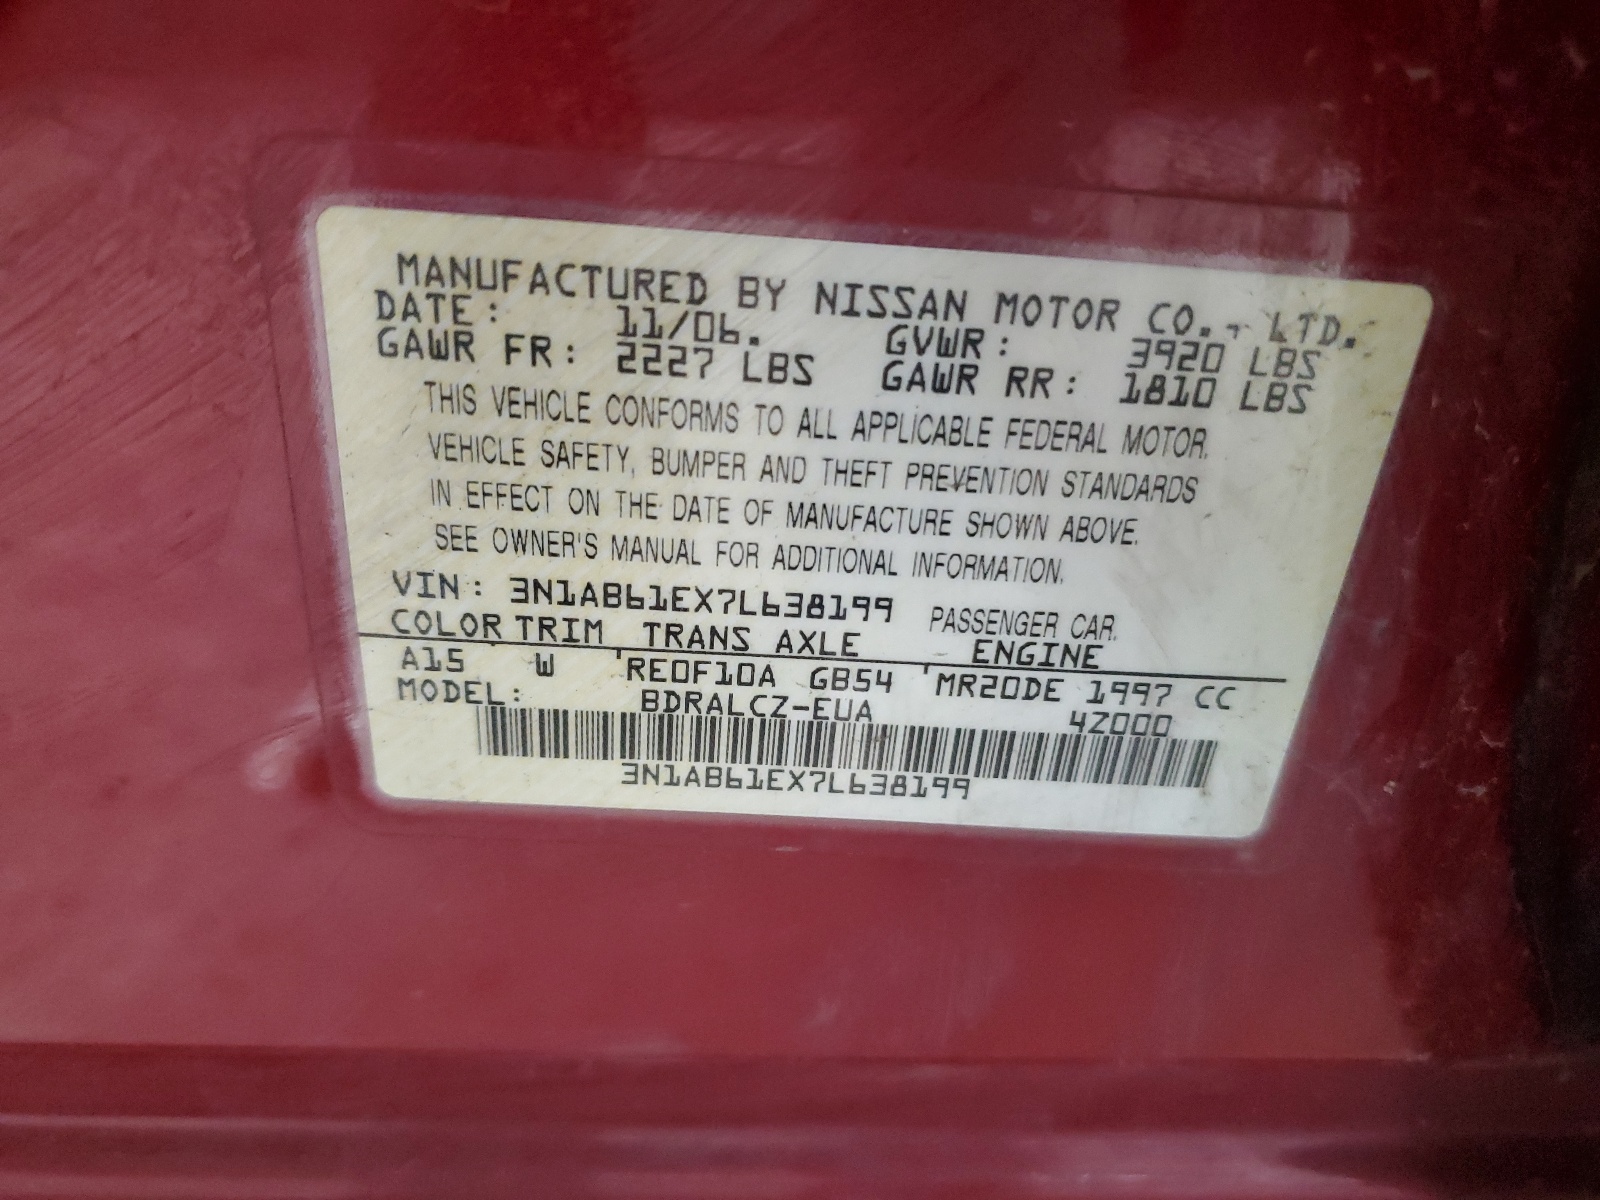 MANUFACTURED BY NISSAN MOTOR CO., LTD.
DATE: 11/06. GVWR: 3920 LBS
GAWR FR: 2227 LBS GAWR RR: 1810 LBS
THIS VEHICLE CONFORMS TO ALL APPLICABLE FEDERAL MOTOR
VEHICLE SAFETY, BUMPER AND THEFT PREVENTION STANDARDS
IN EFFECT ON THE DATE OF MANUFACTURE SHOWN ABOVE.
SEE OWNER'S MANUAL FOR ADDITIONAL INFORMATION.
VIN: 3N1AB61EX7L638199 PASSENGER CAR.
COLOR TRIM TRANS AXLE ENGINE
A15 W RE0F10A GB54 MR20DE 1997 CC
MODEL: BDRALCZ-EUA 4Z000
3N1AB61EX7L638199